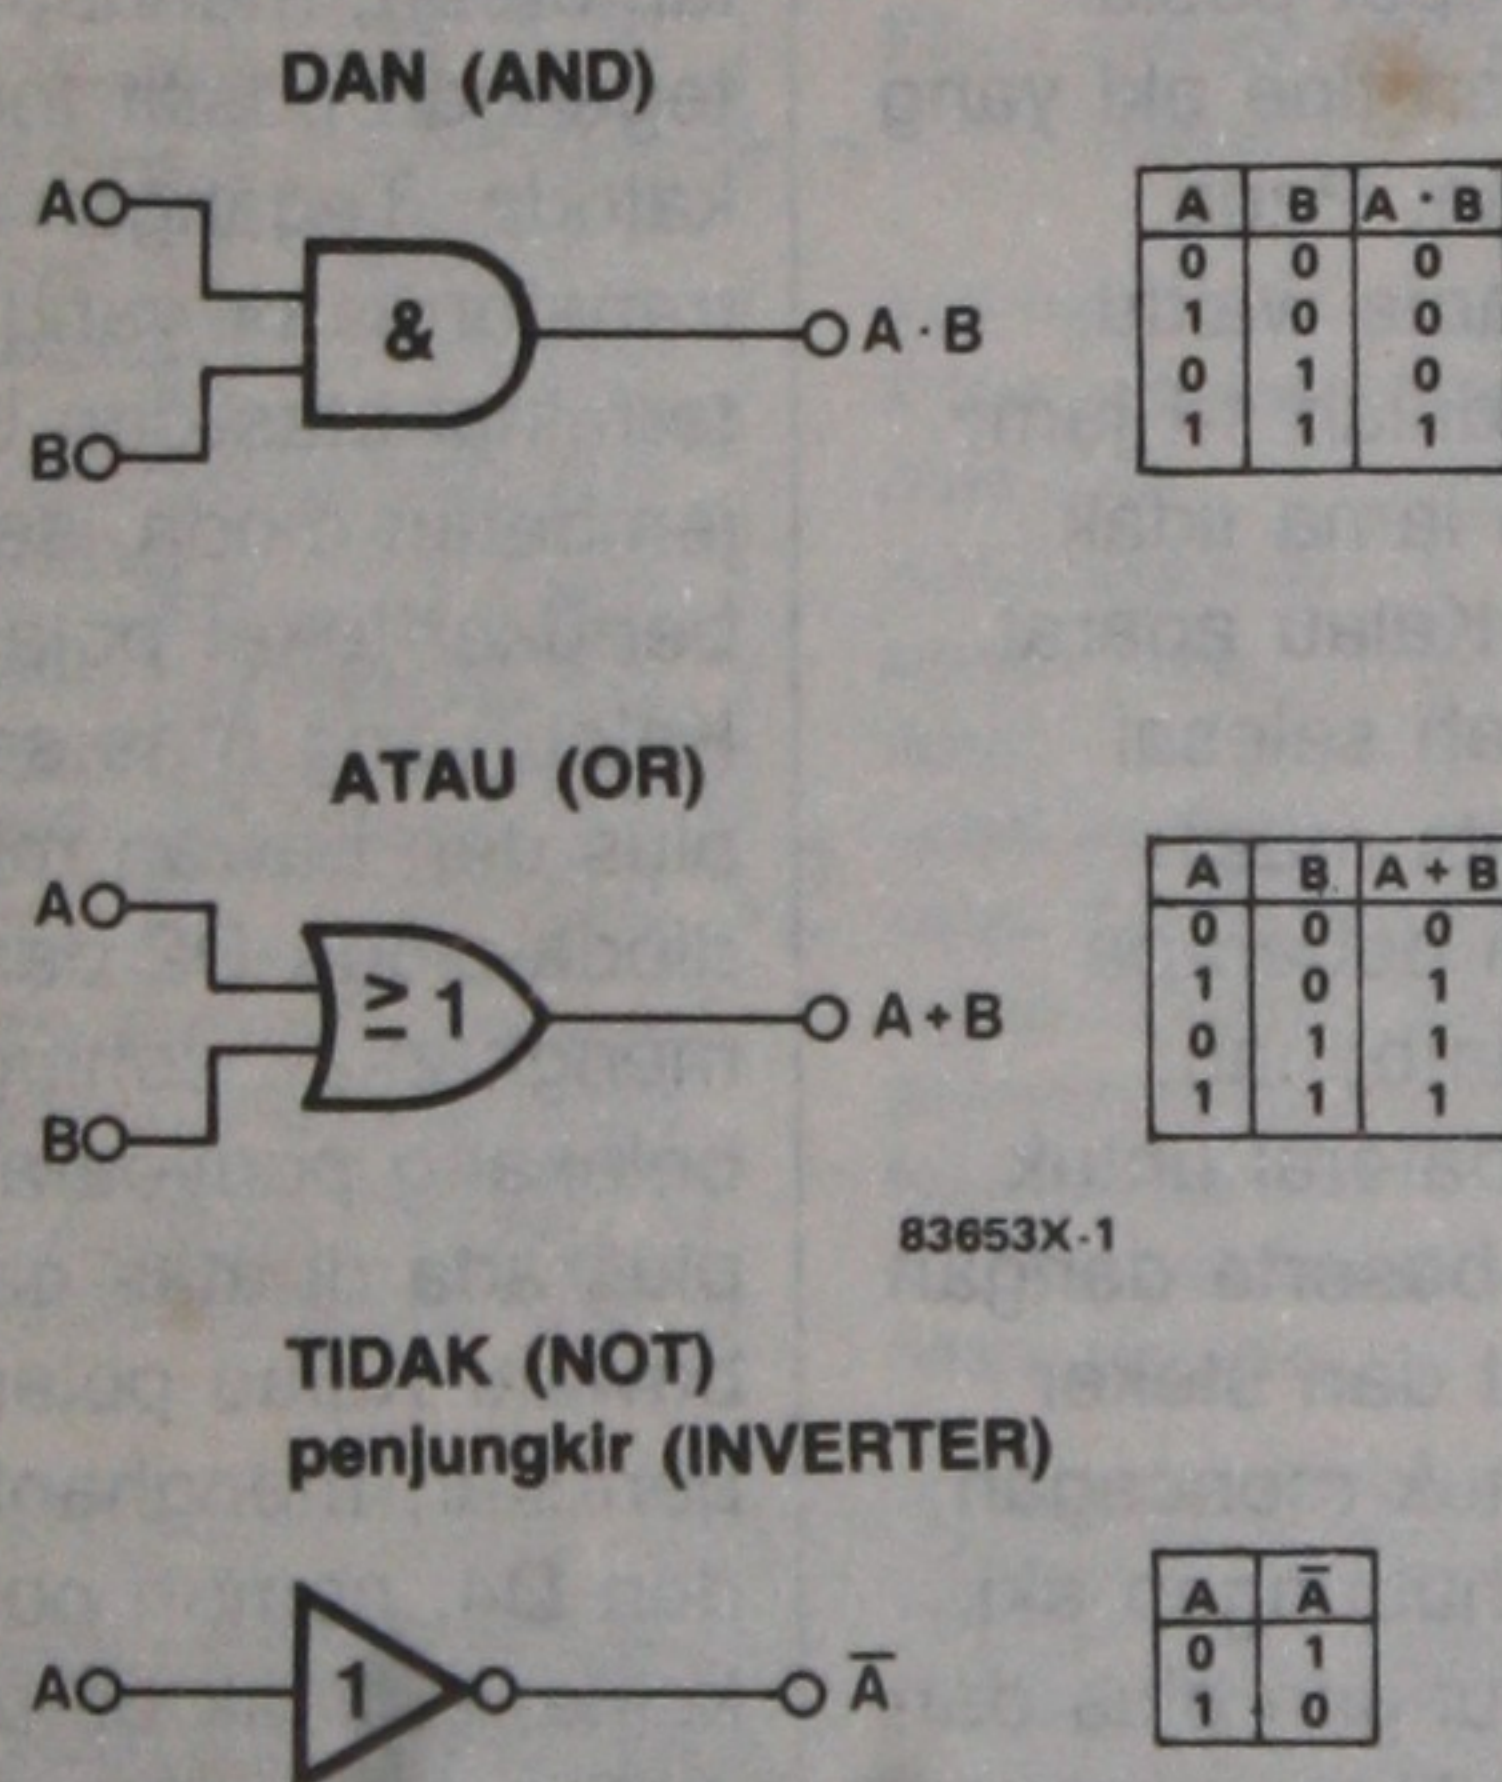 DAN (AND)
A
&
A · B
B
A B A · B
0 0 0
1 0 0
0 1 0
1 1 1
ATAU (OR)
A
≥ 1
A + B
B
A B A + B
0 0 0
1 0 1
0 1 1
1 1 1
83653X-1
TIDAK (NOT)
penjungkir (INVERTER)
A
1
A̅
A A̅
0 1
1 0